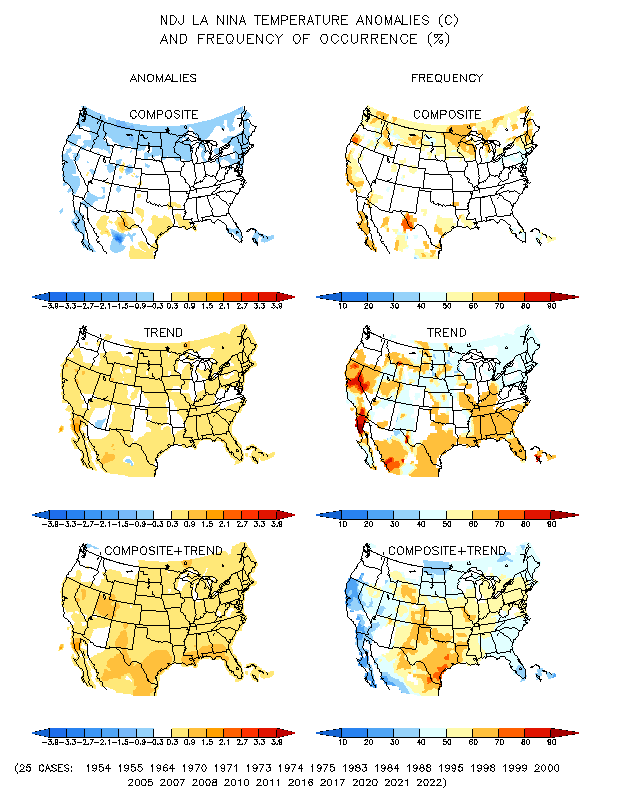 NDJ LA NINA TEMPERATURE ANOMALIES (C)
AND FREQUENCY OF OCCURRENCE (%)
ANOMALIES FREQUENCY
COMPOSITE COMPOSITE
-3.9 -3.3 -2.7 -2.1 -1.5 -0.9 -0.3 0.3 0.9 1.5 2.1 2.7 3.3 3.9 10 20 30 40 50 60 70 80 90
TREND TREND
-3.9 -3.3 -2.7 -2.1 -1.5 -0.9 -0.3 0.3 0.9 1.5 2.1 2.7 3.3 3.9 10 20 30 40 50 60 70 80 90
COMPOSITE+TREND COMPOSITE+TREND
-3.9 -3.3 -2.7 -2.1 -1.5 -0.9 -0.3 0.3 0.9 1.5 2.1 2.7 3.3 3.9 10 20 30 40 50 60 70 80 90
(25 CASES: 1954 1955 1964 1970 1971 1973 1974 1975 1983 1984 1988 1995 1998 1999 2000
2005 2007 2008 2010 2011 2016 2017 2020 2021 2022)